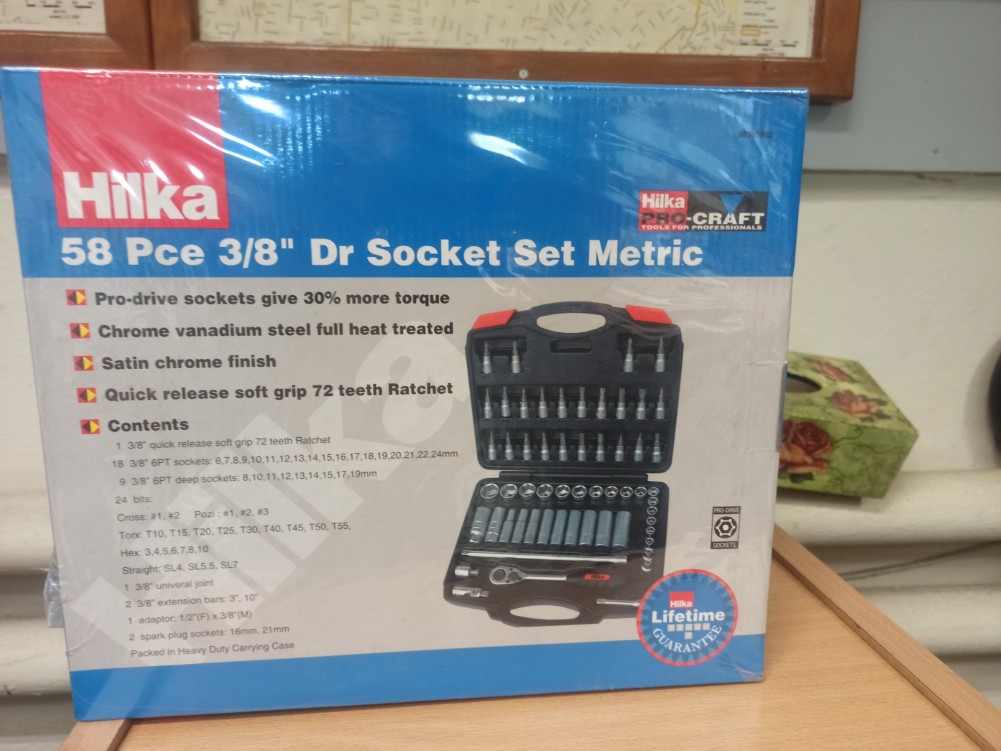 Hilka
Hilka
PRO-CRAFT
TOOLS FOR PROFESSIONALS
58 Pce 3/8" Dr Socket Set Metric
Pro-drive sockets give 30% more torque
Chrome vanadium steel full heat treated
Satin chrome finish
Quick release soft grip 72 teeth Ratchet
Contents
1 3/8" quick release soft grip 72 teeth Ratchet
18 3/8" 6PT sockets: 6,7,8,9,10,11,12,13,14,15,16,17,18,19,20,21,22,24mm
9 3/8" 6PT deep sockets: 8,10,11,12,13,14,15,17,19mm
24 bits:
Cross: #1, #2 Pozi : #1, #2, #3
Torx: T10, T15, T20, T25, T30, T40, T45, T50, T55,
Hex: 3,4,5,6,7,8,10
Straight: SL4, SL5.5, SL7
1 3/8" univeral joint
2 3/8" extension bars: 3", 10"
1 adaptor: 1/2"(F) x 3/8"(M)
2 spark plug sockets: 16mm, 21mm
Packed in Heavy Duty Carrying Case
Hilka
Hilka
PRO-DRIVE
SOCKETS
Hilka
Lifetime
GUARANTEE